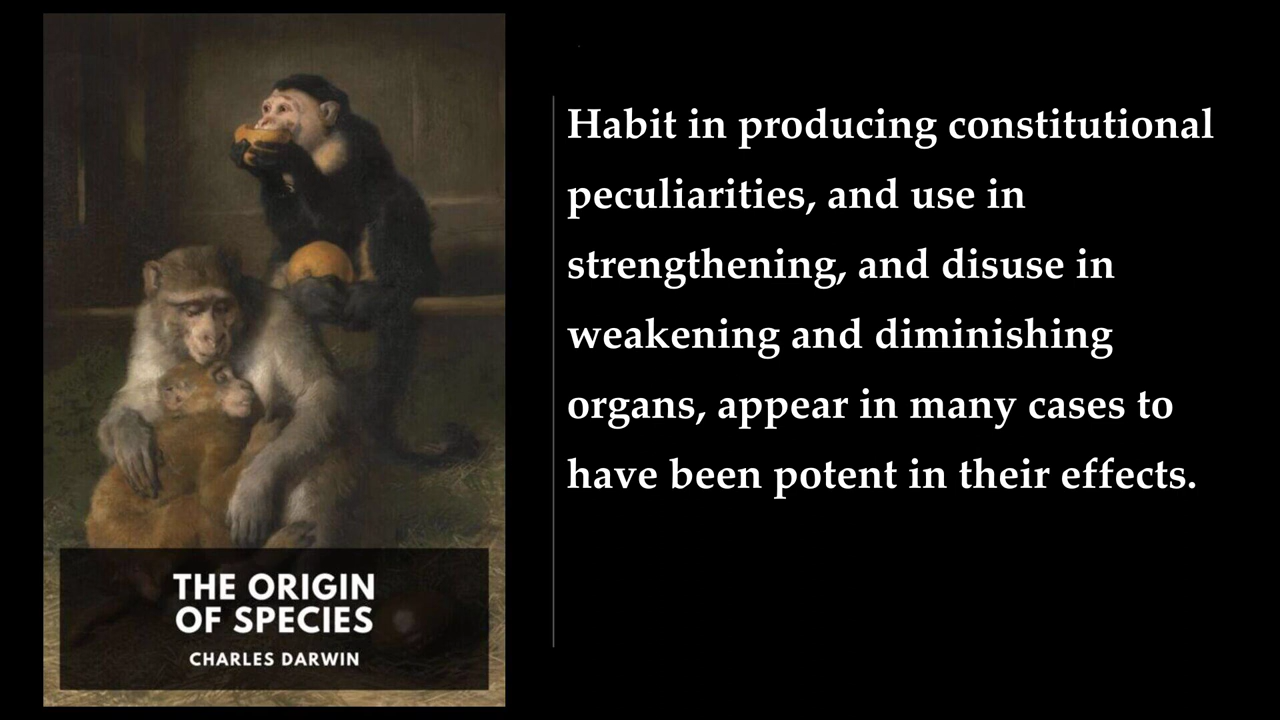 THE ORIGIN
OF SPECIES
CHARLES DARWIN
Habit in producing constitutional
peculiarities, and use in
strengthening, and disuse in
weakening and diminishing
organs, appear in many cases to
have been potent in their effects.